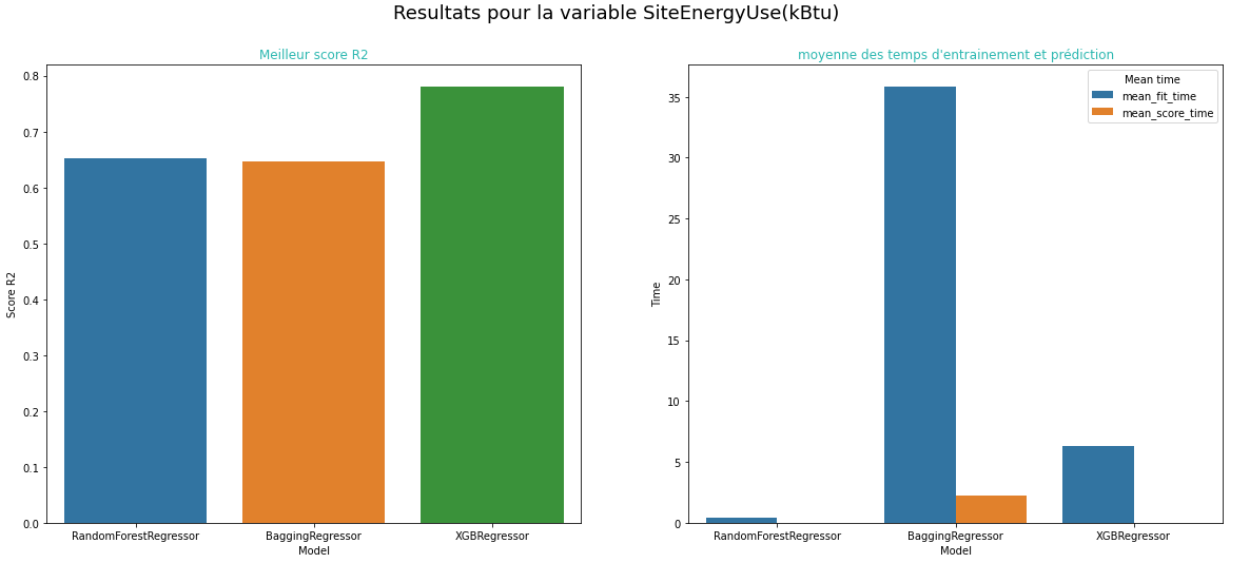 Resultats pour la variable SiteEnergyUse(kBtu)
Meilleur score R2
0.8
0.7
0.6
0.5
0.4
0.3
0.2
0.1
0.0
Score R2
RandomForestRegressor
BaggingRegressor
XGBRegressor
Model
moyenne des temps d'entrainement et prédiction
Mean time
mean_fit_time
mean_score_time
35
30
25
20
15
10
5
0
Time
RandomForestRegressor
BaggingRegressor
XGBRegressor
Model